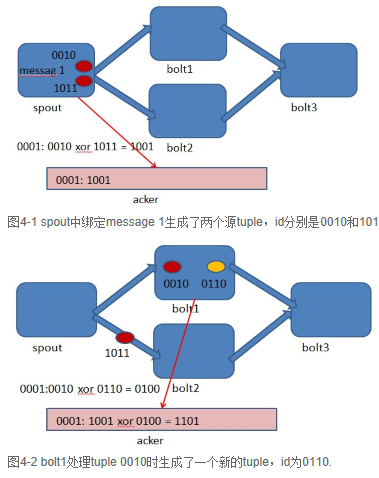 0010
messag 1
1011
spout
bolt1
bolt2
bolt3
0001: 0010 xor 1011 = 1001
0001: 1001
acker
图4-1 spout中绑定message 1生成了两个源tuple，id分别是0010和101
0010 0110
bolt1
spout
1011
bolt2
bolt3
0001:0010 xor 0110 = 0100
0001: 1001 xor 0100 = 1101
acker
图4-2 bolt1处理tuple 0010时生成了一个新的tuple，id为0110.